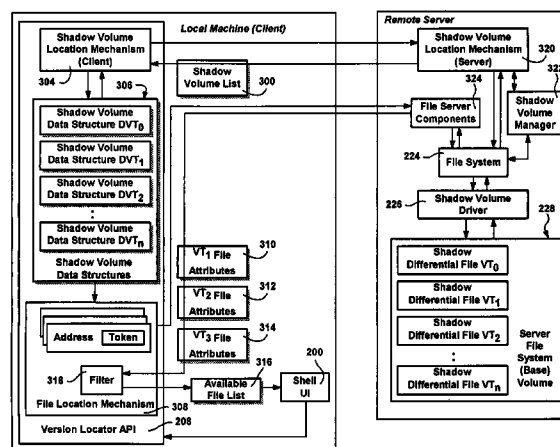 Local Machine (Client)
Shadow Volume
Location Mechanism
(Client)
304
306
Shadow
Volume List
300
Shadow Volume
Data Structure DVT0
Shadow Volume
Data Structure DVT1
Shadow Volume
Data Structure DVT2
Shadow Volume
Data Structure DVTn
Shadow Volume
Data Structures
Address
Token
318
Filter
File Location Mechanism
308
Version Locator API
208
VT1 File
Attributes
310
VT2 File
Attributes
312
VT3 File
Attributes
314
316
Available
File List
200
Shell
UI
Remote Server
Shadow Volume
Location Mechanism
(Server)
320
322
324
File Server
Components
Shadow
Volume
Manager
224
File System
226
Shadow Volume
Driver
228
Shadow
Differential File VT0
Shadow
Differential File VT1
Shadow
Differential File VT2
Shadow
Differential File VTn
Server
File
System
(Base)
Volume